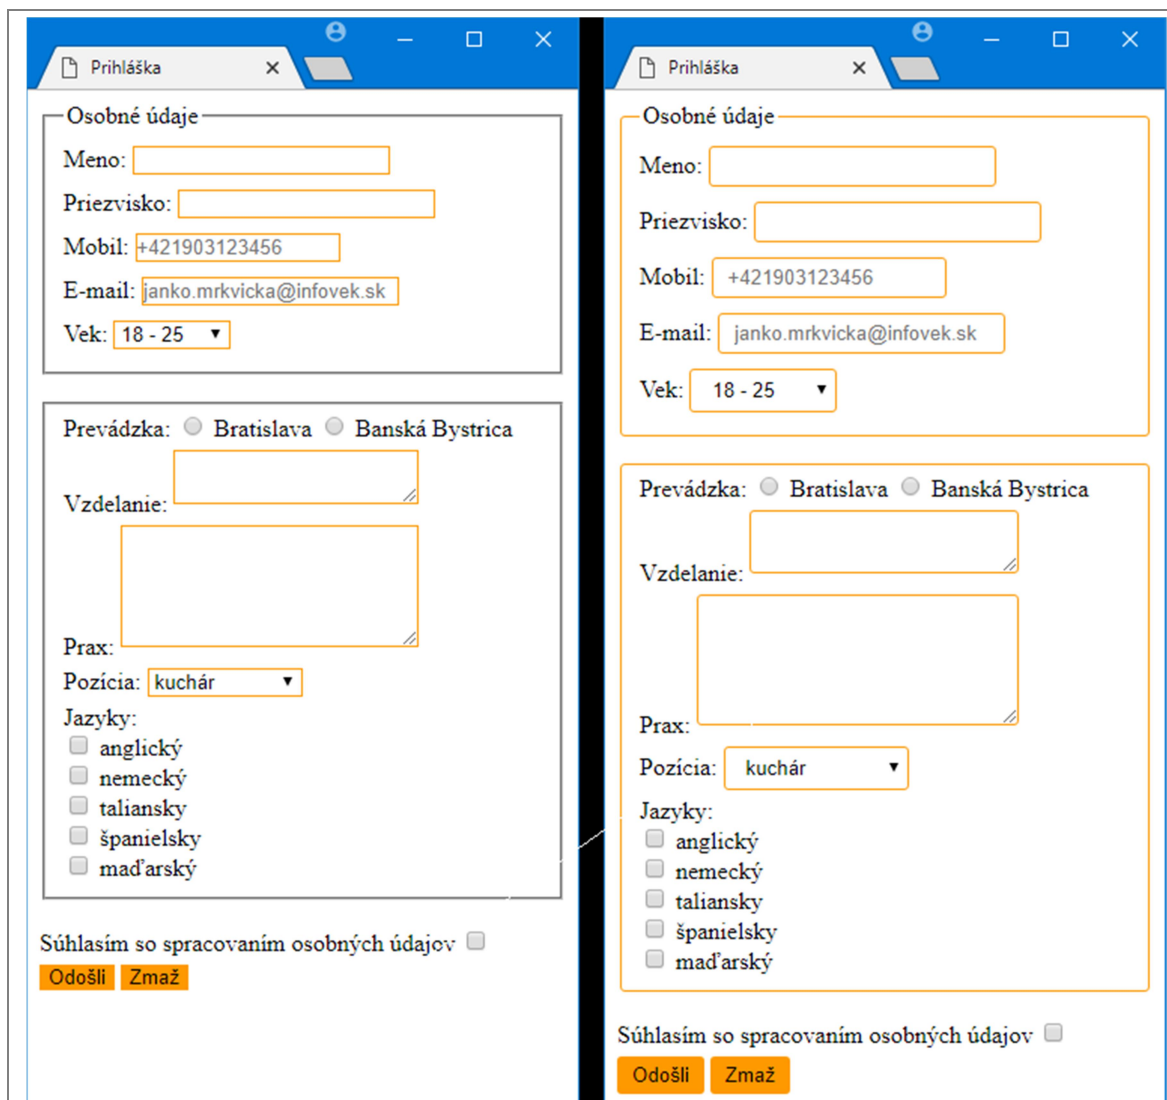 Prihláška
Osobné údaje
Meno:
Priezvisko:
Mobil: +421903123456
E-mail: janko.mrkvicka@infovek.sk
Vek: 18 - 25
Prevádzka: Bratislava Banská Bystrica
Vzdelanie:
Prax:
Pozícia: kuchár
Jazyky:
anglický
nemecký
taliansky
španielsky
maďarský
Súhlasím so spracovaním osobných údajov
Odošli Zmaž
Prihláška
Osobné údaje
Meno:
Priezvisko:
Mobil: +421903123456
E-mail: janko.mrkvicka@infovek.sk
Vek: 18 - 25
Prevádzka: Bratislava Banská Bystrica
Vzdelanie:
Prax:
Pozícia: kuchár
Jazyky:
anglický
nemecký
taliansky
španielsky
maďarský
Súhlasím so spracovaním osobných údajov
Odošli Zmaž